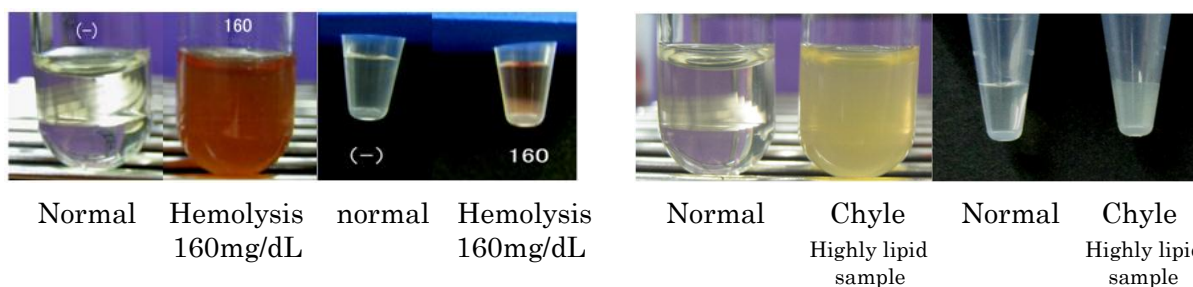 (-)
160
(-)
160
Normal Hemolysis normal Hemolysis
160mg/dL 160mg/dL
Normal Chyle Normal Chyle
Highly lipid Highly lipi
sample sample